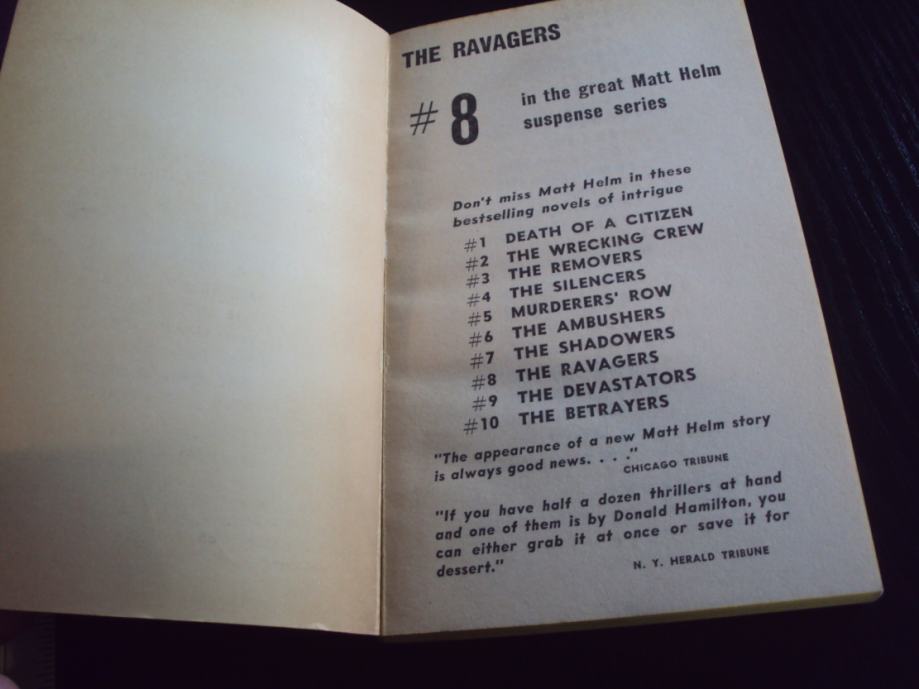 THE RAVAGERS
# 8
in the great Matt Helm
suspense series
Don't miss Matt Helm in these
bestselling novels of intrigue
#1 DEATH OF A CITIZEN
#2 THE WRECKING CREW
#3 THE REMOVERS
#4 THE SILENCERS
#5 MURDERERS' ROW
#6 THE AMBUSHERS
#7 THE SHADOWERS
#8 THE RAVAGERS
#9 THE DEVASTATORS
#10 THE BETRAYERS
"The appearance of a new Matt Helm story
is always good news. . . ."
CHICAGO TRIBUNE
"If you have half a dozen thrillers at hand
and one of them is by Donald Hamilton, you
can either grab it at once or save it for
dessert."
N. Y. HERALD TRIBUNE